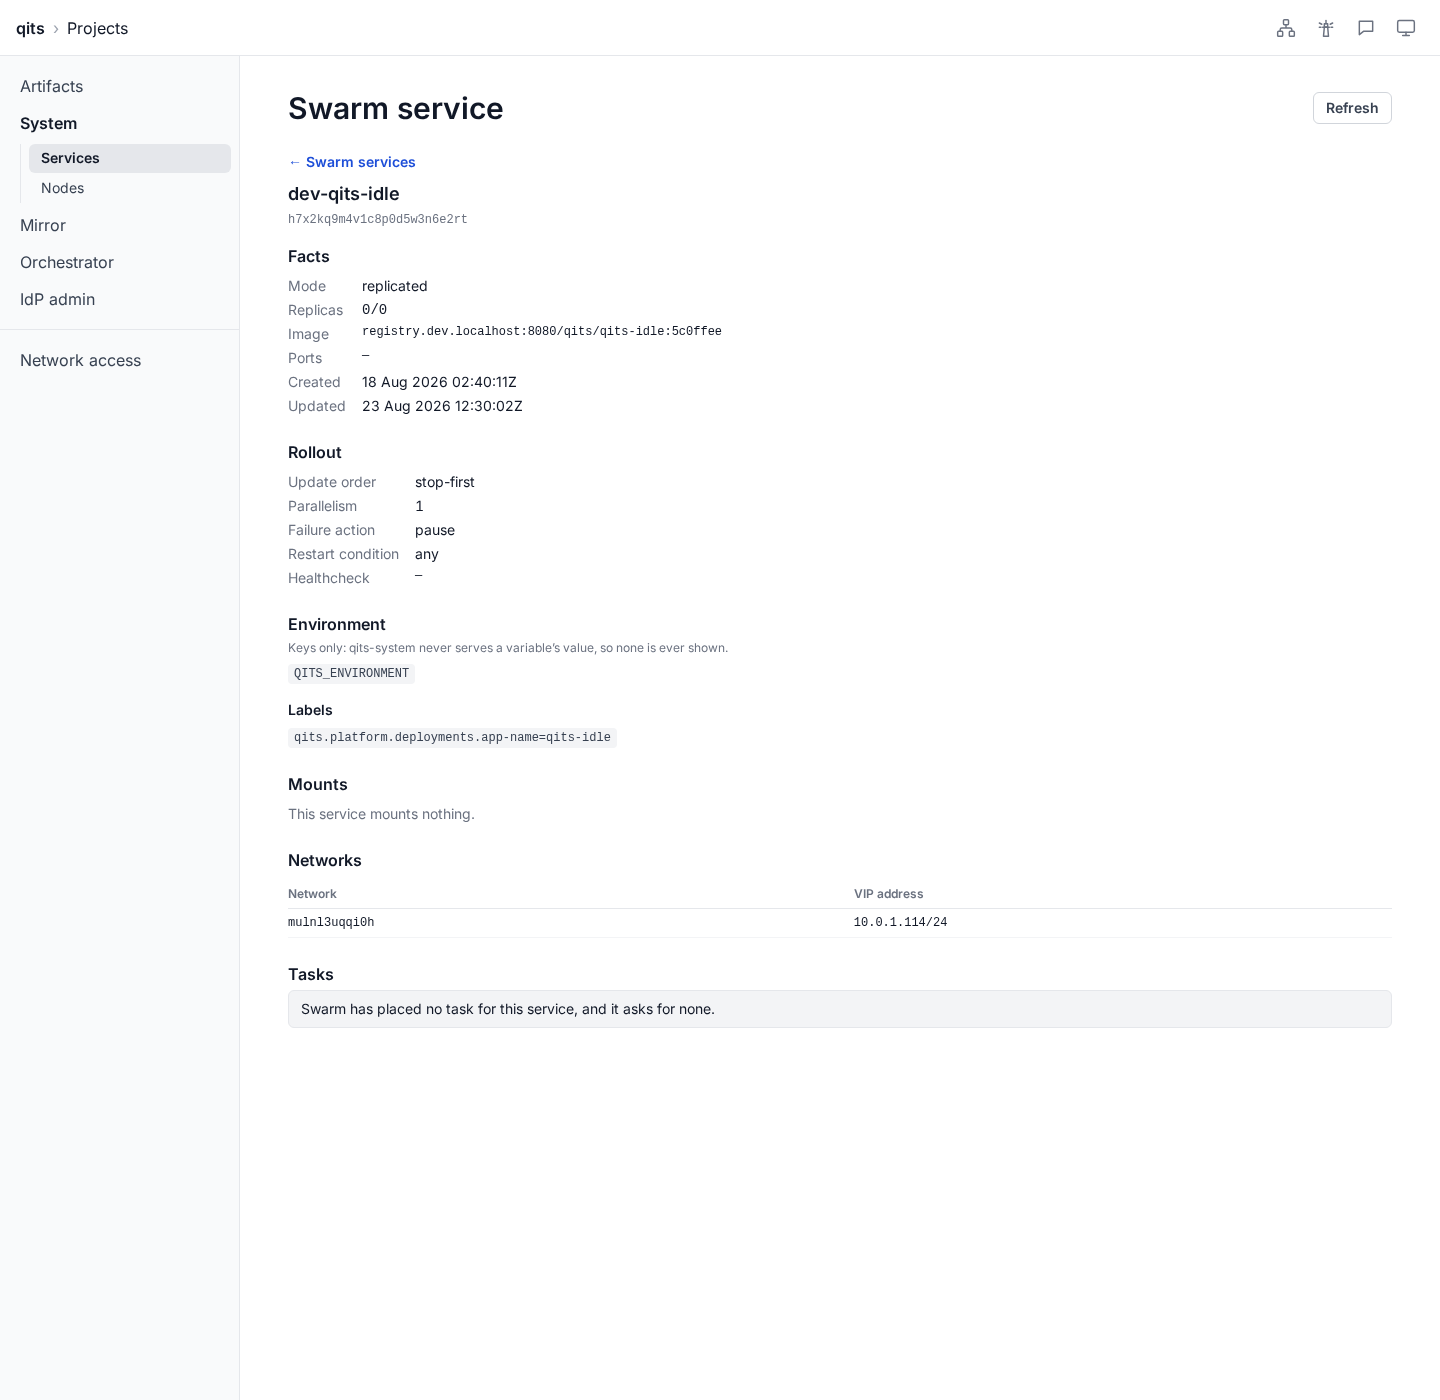 qits › Projects
Artifacts
System
Services
Nodes
Mirror
Orchestrator
IdP admin
Network access
Swarm service
Refresh
← Swarm services
dev-qits-idle
h7x2kq9m4v1c8p0d5w3n6e2rt
Facts
Mode replicated
Replicas 0/0
Image registry.dev.localhost:8080/qits/qits-idle:5c0ffee
Ports —
Created 18 Aug 2026 02:40:11Z
Updated 23 Aug 2026 12:30:02Z
Rollout
Update order stop-first
Parallelism 1
Failure action pause
Restart condition any
Healthcheck —
Environment
Keys only: qits-system never serves a variable’s value, so none is ever shown.
QITS_ENVIRONMENT
Labels
qits.platform.deployments.app-name=qits-idle
Mounts
This service mounts nothing.
Networks
Network VIP address
mulnl3uqqi0h 10.0.1.114/24
Tasks
Swarm has placed no task for this service, and it asks for none.